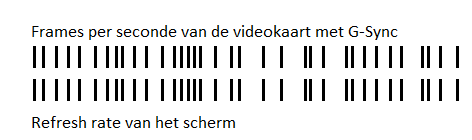 Frames per seconde van de videokaart met G-Sync
Refresh rate van het scherm